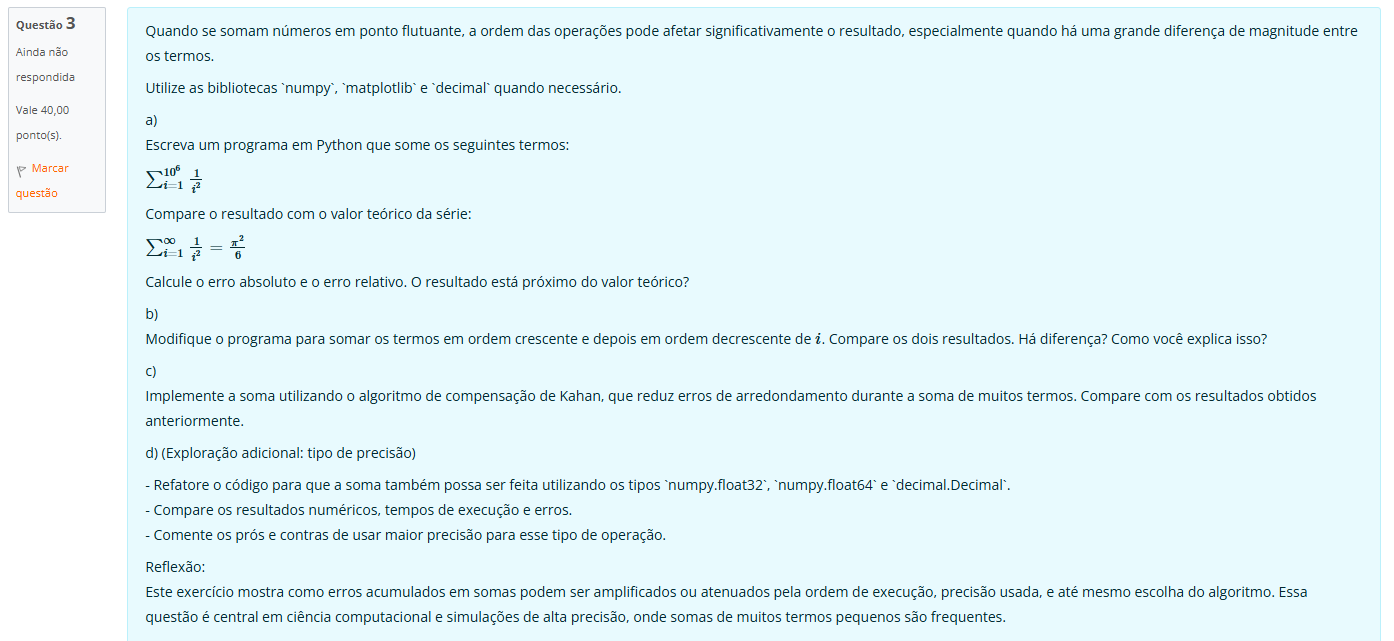 Questão 3
Ainda não
respondida
Vale 40,00
ponto(s).
Marcar
questão
Quando se somam números em ponto flutuante, a ordem das operações pode afetar significativamente o resultado, especialmente quando há uma grande diferença de magnitude entre
os termos.
Utilize as bibliotecas `numpy`, `matplotlib` e `decimal` quando necessário.
a)
Escreva um programa em Python que some os seguintes termos:
∑_{i=1}^{10^6} 1/i^2
Compare o resultado com o valor teórico da série:
∑_{i=1}^{∞} 1/i^2 = π^2/6
Calcule o erro absoluto e o erro relativo. O resultado está próximo do valor teórico?
b)
Modifique o programa para somar os termos em ordem crescente e depois em ordem decrescente de i. Compare os dois resultados. Há diferença? Como você explica isso?
c)
Implemente a soma utilizando o algoritmo de compensação de Kahan, que reduz erros de arredondamento durante a soma de muitos termos. Compare com os resultados obtidos
anteriormente.
d) (Exploração adicional: tipo de precisão)
- Refatore o código para que a soma também possa ser feita utilizando os tipos `numpy.float32`, `numpy.float64` e `decimal.Decimal`.
- Compare os resultados numéricos, tempos de execução e erros.
- Comente os prós e contras de usar maior precisão para esse tipo de operação.
Reflexão:
Este exercício mostra como erros acumulados em somas podem ser amplificados ou atenuados pela ordem de execução, precisão usada, e até mesmo escolha do algoritmo. Essa
questão é central em ciência computacional e simulações de alta precisão, onde somas de muitos termos pequenos são frequentes.